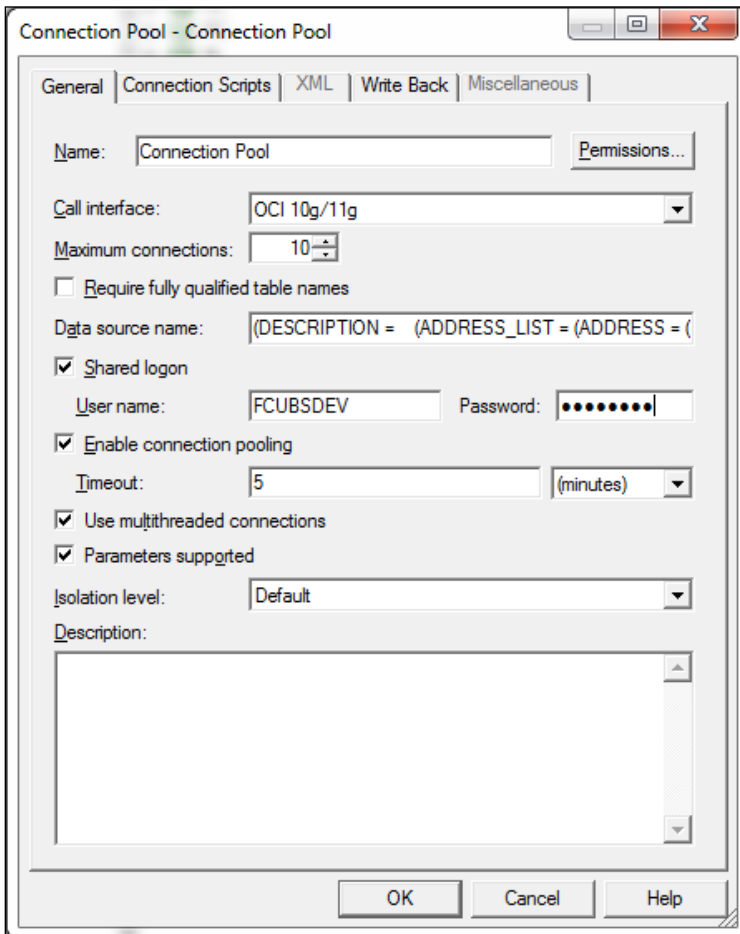 Connection Pool - Connection Pool
General Connection Scripts XML Write Back Miscellaneous
Name: Connection Pool Permissions...
Call interface: OCI 10g/11g
Maximum connections: 10
Require fully qualified table names
Data source name: (DESCRIPTION = (ADDRESS_LIST = (ADDRESS = (
Shared logon
User name: FCUBSDEV Password: ●●●●●●●●
Enable connection pooling
Timeout: 5 (minutes)
Use multithreaded connections
Parameters supported
Isolation level: Default
Description:
OK Cancel Help